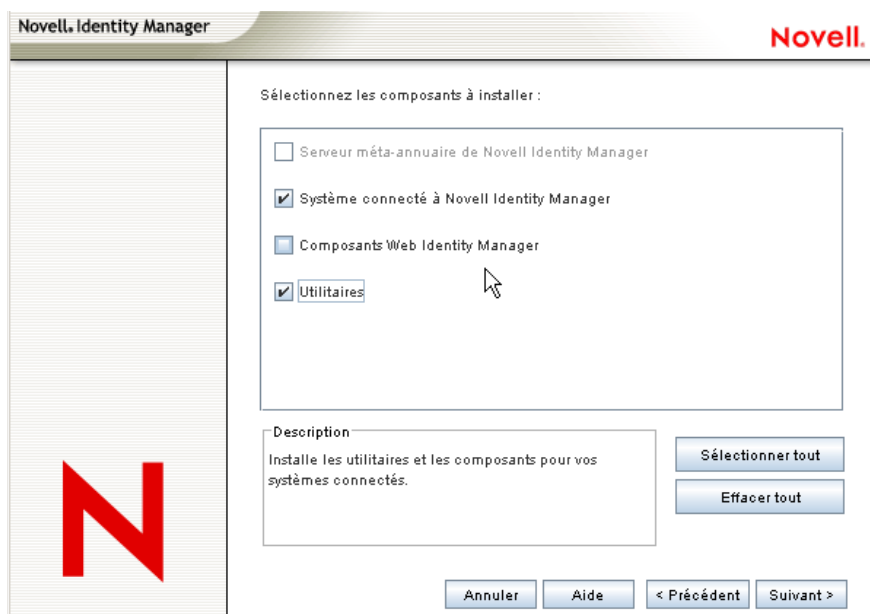 Novell. Identity Manager
Novell.
Sélectionnez les composants à installer :
Serveur méta-annuaire de Novell Identity Manager
Système connecté à Novell Identity Manager
Composants Web Identity Manager
Utilitaires
Description
Installe les utilitaires et les composants pour vos
systèmes connectés.
Sélectionner tout
Effacer tout
N
Annuler
Aide
< Précédent
Suivant >